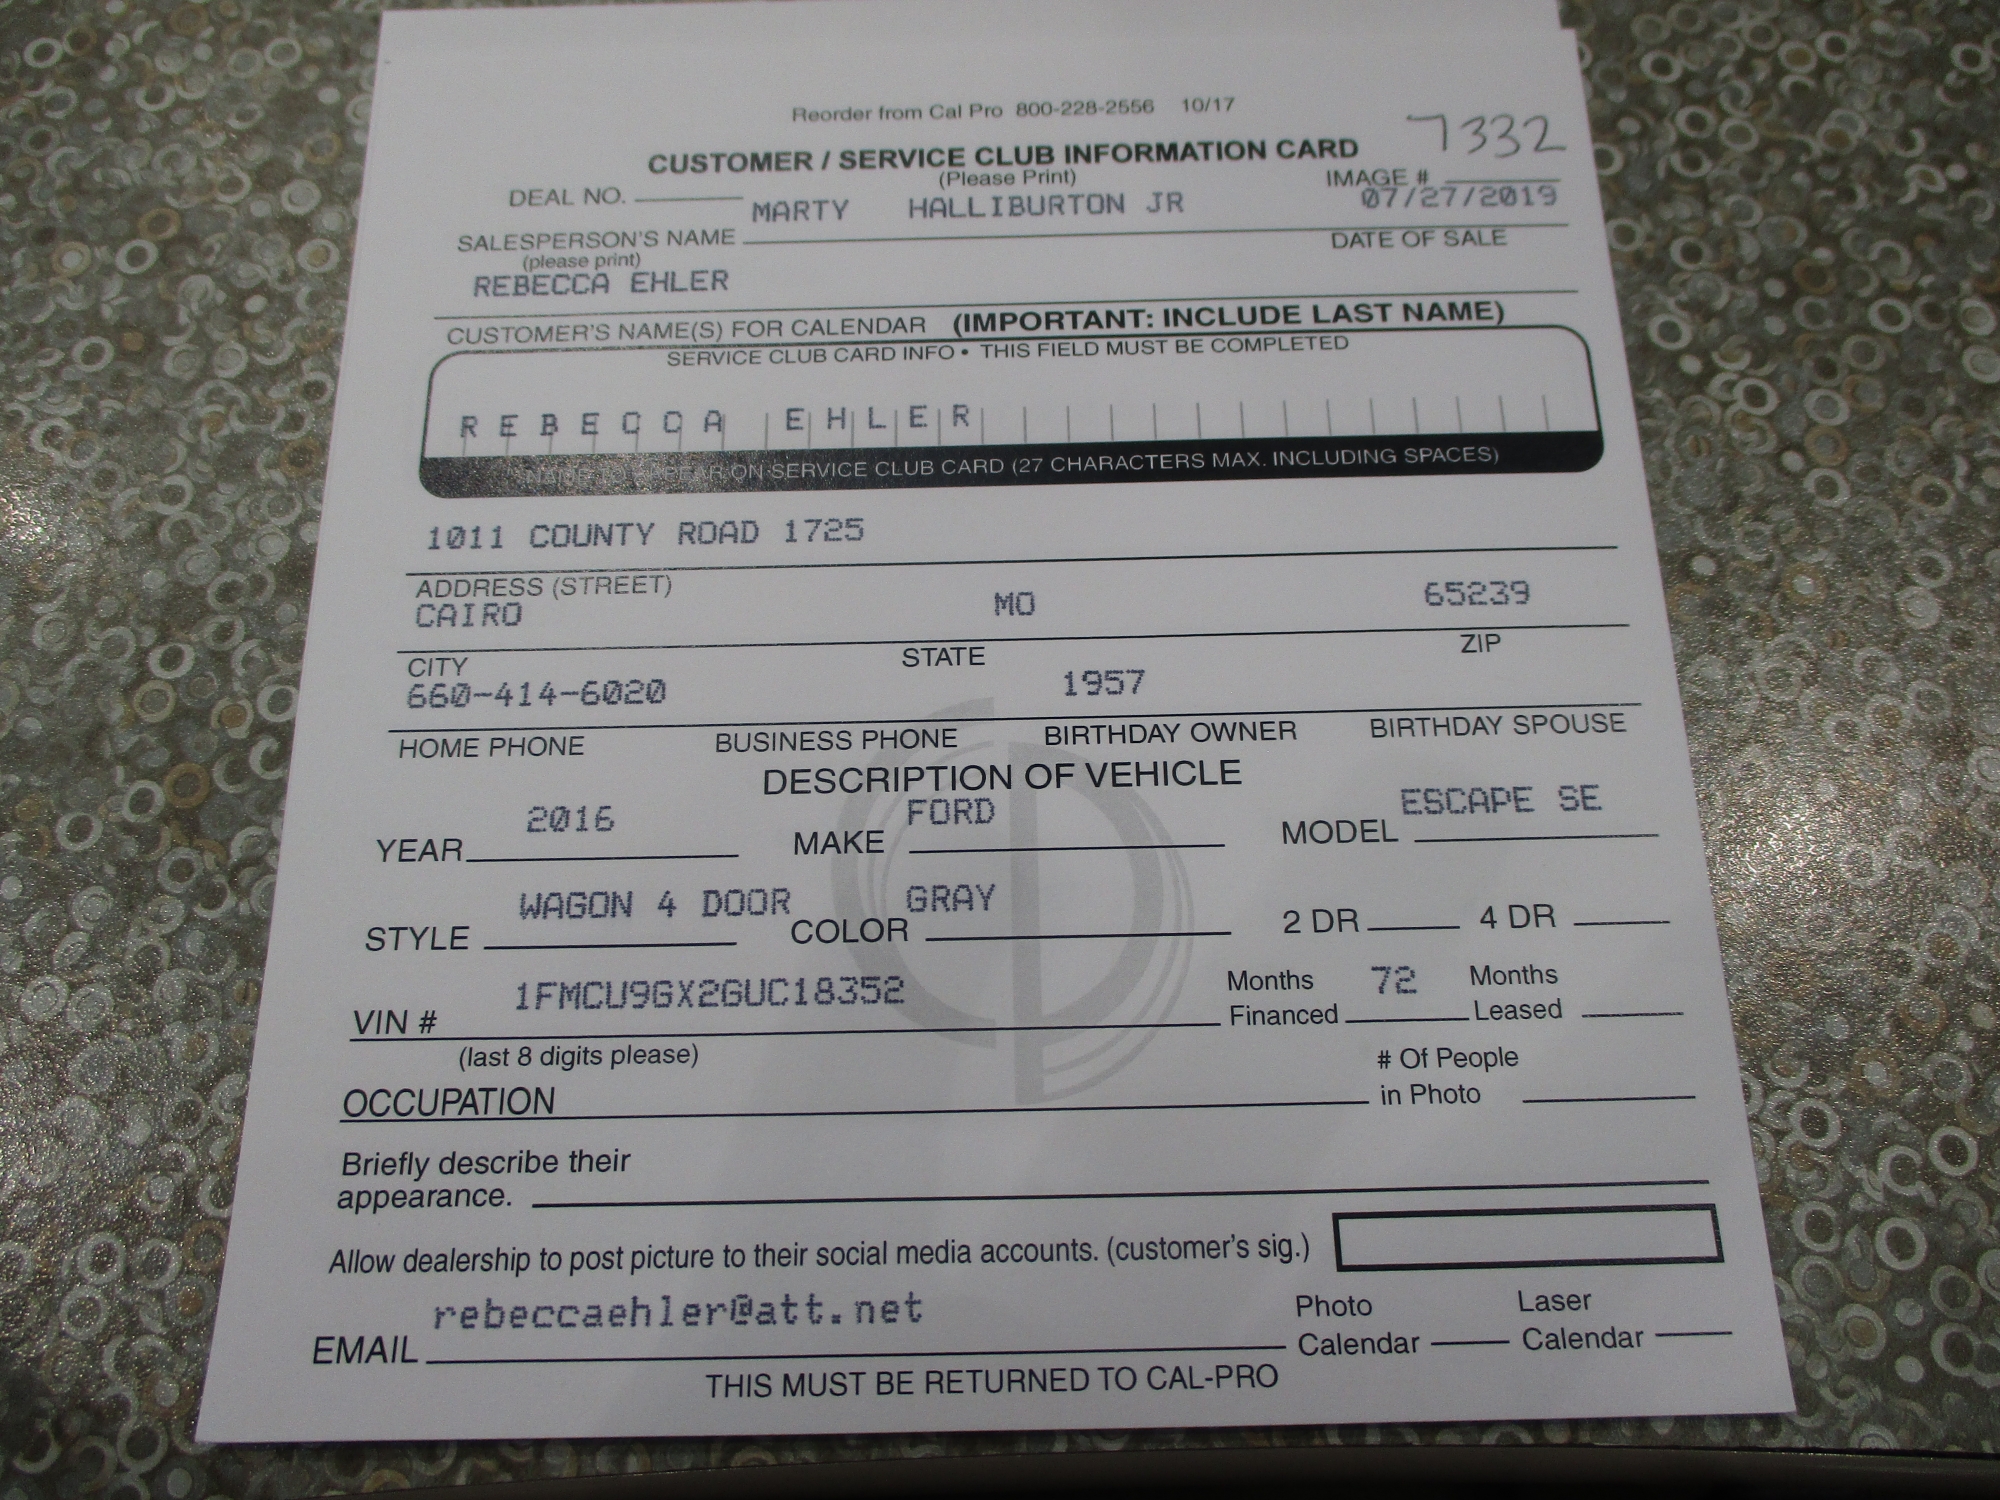 Reorder from Cal Pro 800-228-2556 10/17
CUSTOMER / SERVICE CLUB INFORMATION CARD 7332
(Please Print)
DEAL NO. IMAGE #
MARTY HALLIBURTON JR 07/27/2019
SALESPERSON'S NAME DATE OF SALE
(please print)
REBECCA EHLER
CUSTOMER'S NAME(S) FOR CALENDAR (IMPORTANT: INCLUDE LAST NAME)
SERVICE CLUB CARD INFO • THIS FIELD MUST BE COMPLETED
REBECCA EHLER
NAME TO APPEAR ON SERVICE CLUB CARD (27 CHARACTERS MAX. INCLUDING SPACES)
1011 COUNTY ROAD 1725
ADDRESS (STREET)
CAIRO MO 65239
CITY STATE ZIP
660-414-6020 1957
HOME PHONE BUSINESS PHONE BIRTHDAY OWNER BIRTHDAY SPOUSE
DESCRIPTION OF VEHICLE
2016 FORD ESCAPE SE
YEAR MAKE MODEL
WAGON 4 DOOR GRAY
STYLE COLOR 2 DR 4 DR
1FMCU9GX2GUC18352 Months 72 Months
VIN # Financed Leased
(last 8 digits please) # Of People
OCCUPATION in Photo
Briefly describe their
appearance.
Allow dealership to post picture to their social media accounts. (customer's sig.)
rebeccaehler@att.net Photo Laser
EMAIL Calendar Calendar
THIS MUST BE RETURNED TO CAL-PRO